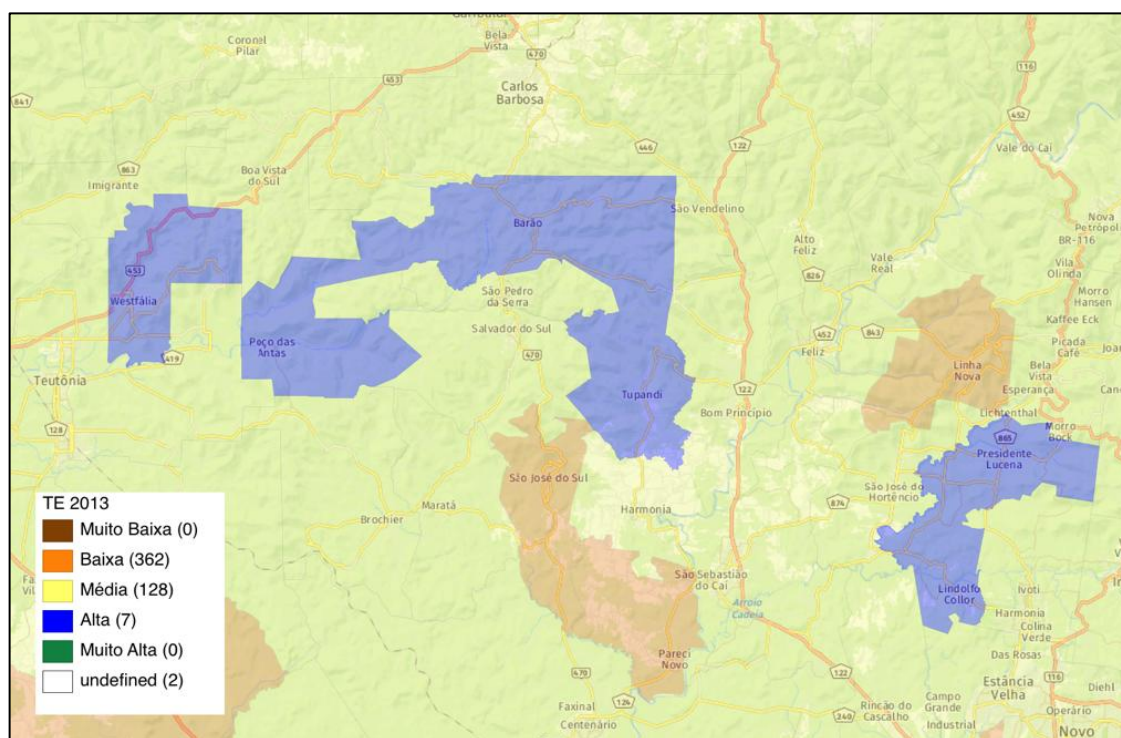 Garibaldi
Coronel
Pilar
Bela
Vista
470
116
453
Carlos
Barbosa
841
452
122
446
Vale do Caí
863
Boa Vista
do Sul
Imigrante
São Vendelino
Nova
Petrópolis
BR-116
Barão
Alto
Feliz
Vale
Real
Vila
Olinda
453
826
Westfália
São Pedro
da Serra
Morro
Hansen
Kaffee Eck
Salvador do Sul
452
843
Picada
Café
Poço das
Antas
419
470
Feliz
Linha
Nova
Bela
Vista
Teutônia
122
Esperança
Tupandi
Bom Princípio
Lichtenthal
128
865
Morro
Bock
Presidente
Lucena
São José do Sul
São José do
Hortêncio
Maratá
874
Brochier
Harmonia
São Sebastião
do Caí
Lindolfo
Collor
Ivoti
Arroio
Cadeia
Harmonia
Colina
Verde
Pareci
Novo
Das Rosas
470
122
116
Estância
Velha
Diehl
124
Campo
Grande
Faxinal
Rincão do
Cascalho
Operário
240
Centenário
Industrial
Novo
TE 2013
Muito Baixa (0)
Baixa (362)
Média (128)
Alta (7)
Muito Alta (0)
undefined (2)